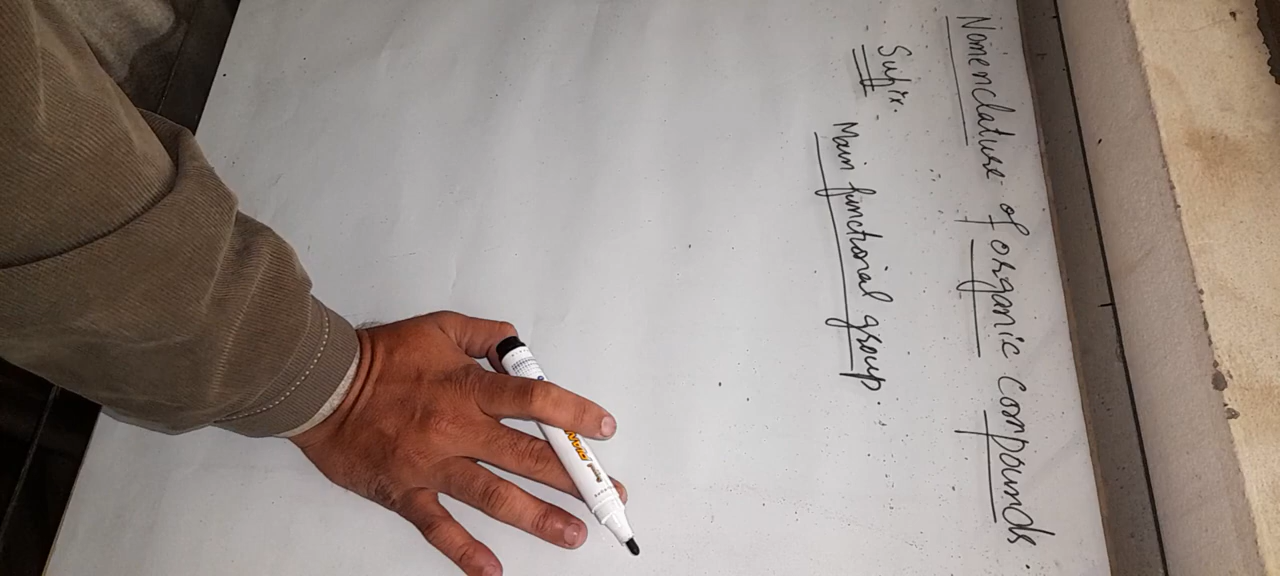 Nomenclature of organic compounds
Suffix.
Main functional group.